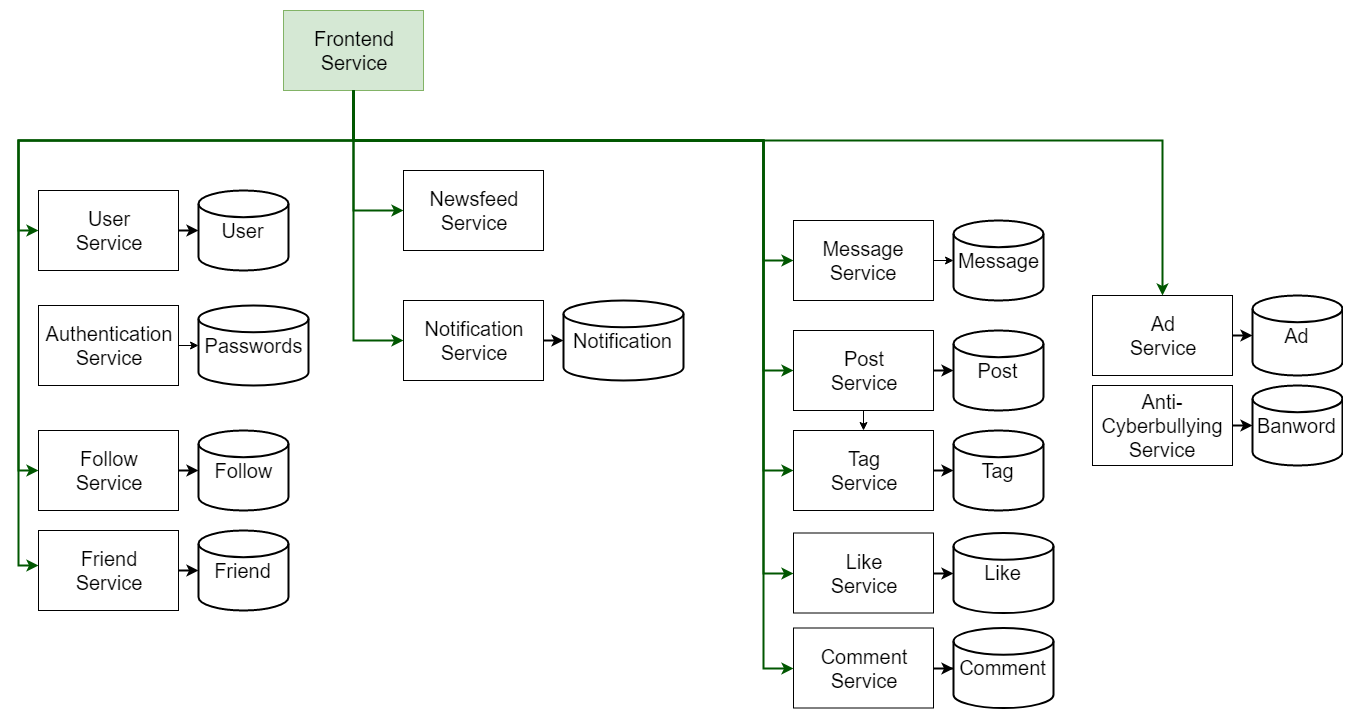 Frontend
Service
User
Service
User
Authentication
Service
Passwords
Follow
Service
Follow
Friend
Service
Friend
Newsfeed
Service
Notification
Service
Notification
Message
Service
Message
Post
Service
Post
Tag
Service
Tag
Like
Service
Like
Comment
Service
Comment
Ad
Service
Ad
Anti-
Cyberbullying
Service
Banword